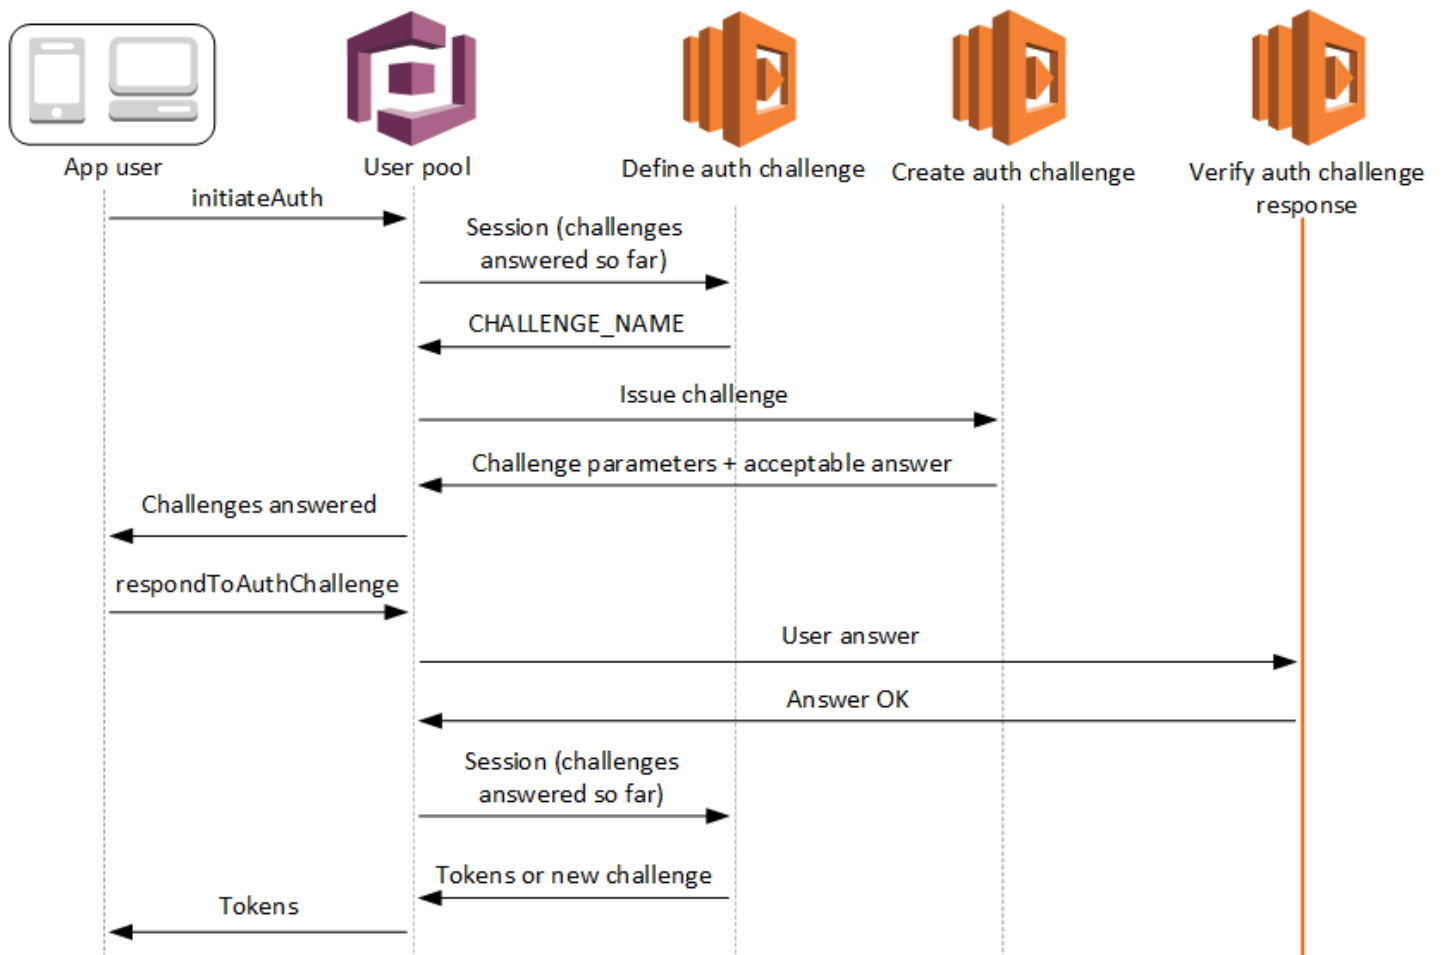 App user
User pool
Define auth challenge
Create auth challenge
Verify auth challenge
response
initiateAuth
Session (challenges
answered so far)
CHALLENGE_NAME
Issue challenge
Challenge parameters + acceptable answer
Challenges answered
respondToAuthChallenge
User answer
Answer OK
Session (challenges
answered so far)
Tokens or new challenge
Tokens